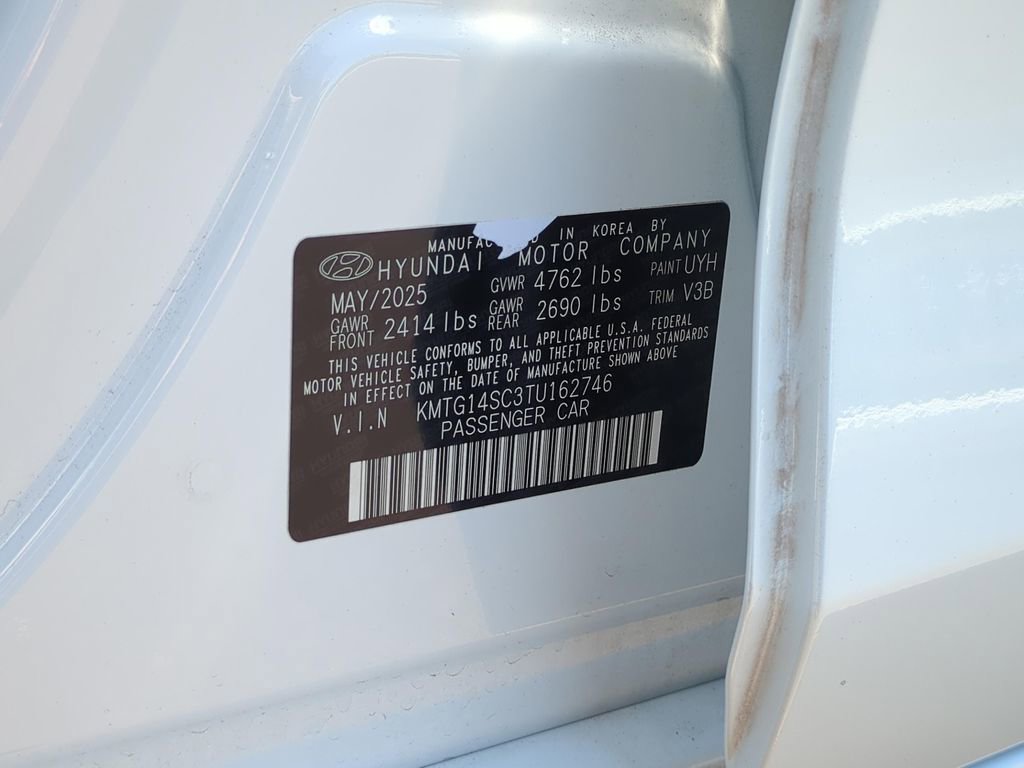 MANUFAC D IN KOREA BY
HYUNDAI MOTOR COMPANY
MAY/2025 GVWR 4762 lbs PAINT UYH
GAWR FRONT 2414 lbs GAWR REAR 2690 lbs TRIM V3B
THIS VEHICLE CONFORMS TO ALL APPLICABLE U.S.A. FEDERAL
MOTOR VEHICLE SAFETY, BUMPER, AND THEFT PREVENTION STANDARDS
IN EFFECT ON THE DATE OF MANUFACTURE SHOWN ABOVE
V.I.N KMTG14SC3TU162746
PASSENGER CAR